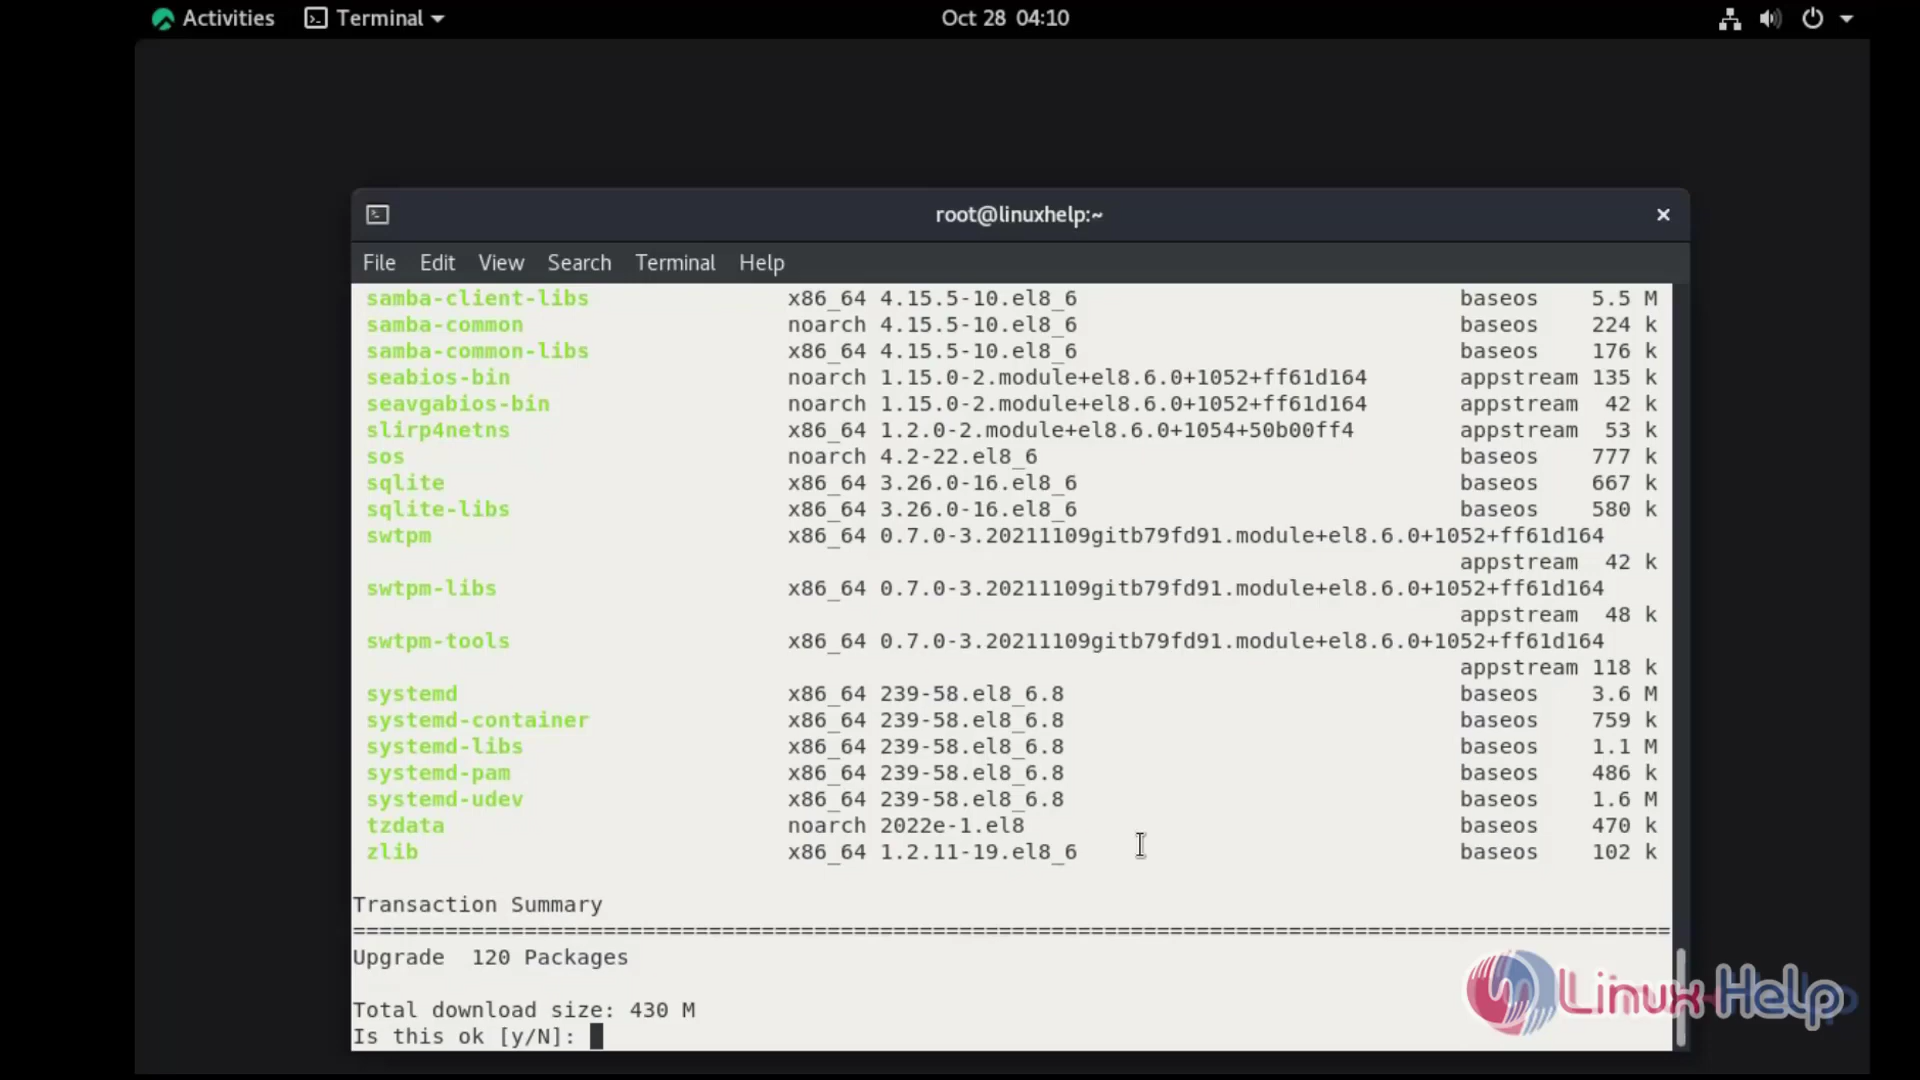 Activities Terminal Oct 28 04:10
root@linuxhelp:~ ×
File Edit View Search Terminal Help
samba-client-libs x86_64 4.15.5-10.el8_6 baseos 5.5 M
samba-common noarch 4.15.5-10.el8_6 baseos 224 k
samba-common-libs x86_64 4.15.5-10.el8_6 baseos 176 k
seabios-bin noarch 1.15.0-2.module+el8.6.0+1052+ff61d164 appstream 135 k
seavgabios-bin noarch 1.15.0-2.module+el8.6.0+1052+ff61d164 appstream 42 k
slirp4netns x86_64 1.2.0-2.module+el8.6.0+1054+50b00ff4 appstream 53 k
sos noarch 4.2-22.el8_6 baseos 777 k
sqlite x86_64 3.26.0-16.el8_6 baseos 667 k
sqlite-libs x86_64 3.26.0-16.el8_6 baseos 580 k
swtpm x86_64 0.7.0-3.20211109gitb79fd91.module+el8.6.0+1052+ff61d164
appstream 42 k
swtpm-libs x86_64 0.7.0-3.20211109gitb79fd91.module+el8.6.0+1052+ff61d164
appstream 48 k
swtpm-tools x86_64 0.7.0-3.20211109gitb79fd91.module+el8.6.0+1052+ff61d164
appstream 118 k
systemd x86_64 239-58.el8_6.8 baseos 3.6 M
systemd-container x86_64 239-58.el8_6.8 baseos 759 k
systemd-libs x86_64 239-58.el8_6.8 baseos 1.1 M
systemd-pam x86_64 239-58.el8_6.8 baseos 486 k
systemd-udev x86_64 239-58.el8_6.8 baseos 1.6 M
tzdata noarch 2022e-1.el8 baseos 470 k
zlib x86_64 1.2.11-19.el8_6 baseos 102 k
Transaction Summary
====================================================================================================
Upgrade 120 Packages
Total download size: 430 M
Is this ok [y/N]:
Linux Help